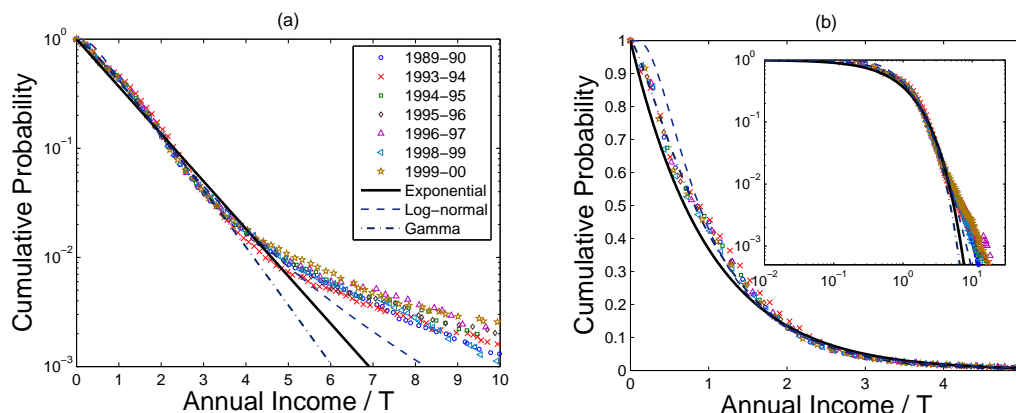 (a)
10^0
10^−1
10^−2
10^−3
0 1 2 3 4 5 6 7 8 9 10
Cumulative Probability
Annual Income / T
1989−90
1993−94
1994−95
1995−96
1996−97
1998−99
1999−00
Exponential
Log−normal
Gamma
(b)
1
0.9
0.8
0.7
0.6
0.5
0.4
0.3
0.2
0.1
0
0 1 2 3 4
Cumulative Probability
Annual Income / T
10^0
10^−1
10^−2
10^−3
10^−2 10^−1 10^0 10^1